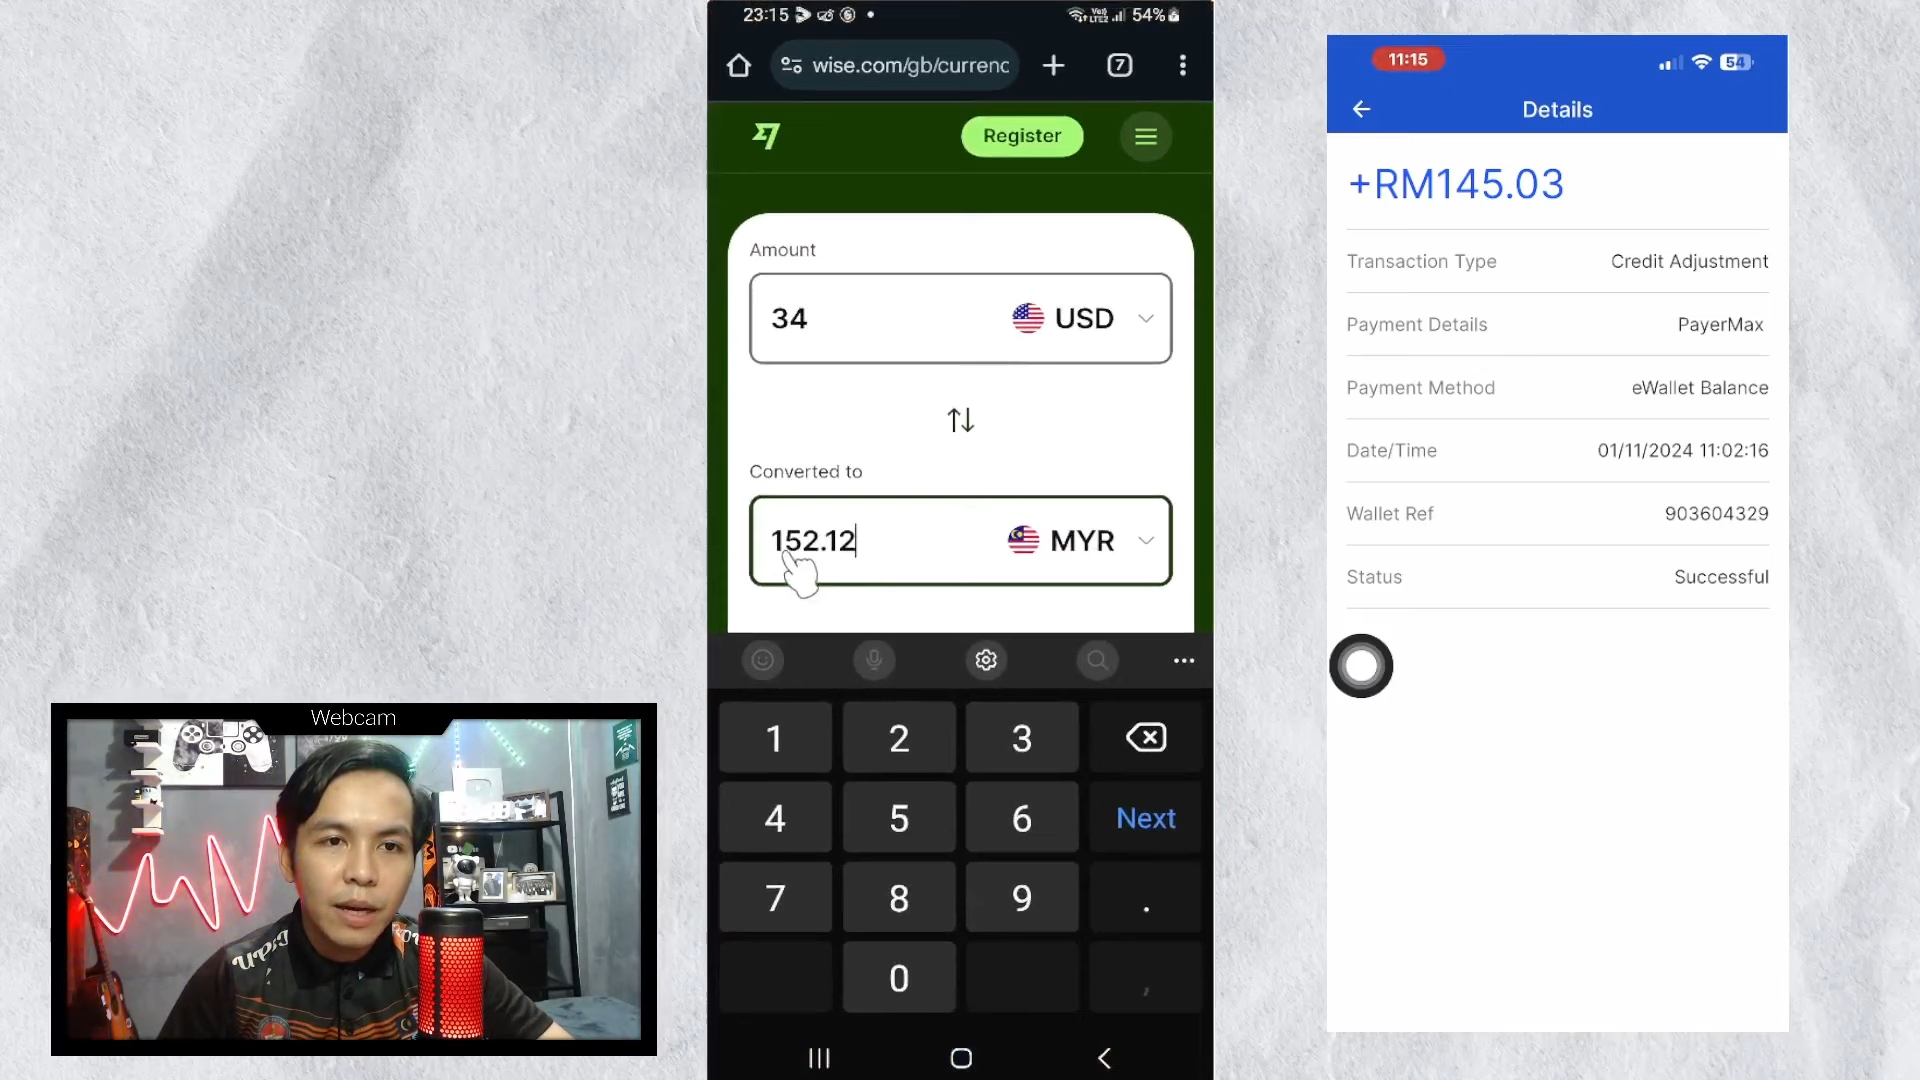 23:15
VoI) LTE2 54%
wise.com/gb/currenc
7
Register
Amount
34 USD
Converted to
152.12 MYR
1 2 3
4 5 6 Next
7 8 9 .
0 ,
11:15
54
Details
+RM145.03
Transaction Type Credit Adjustment
Payment Details PayerMax
Payment Method eWallet Balance
Date/Time 01/11/2024 11:02:16
Wallet Ref 903604329
Status Successful
Webcam